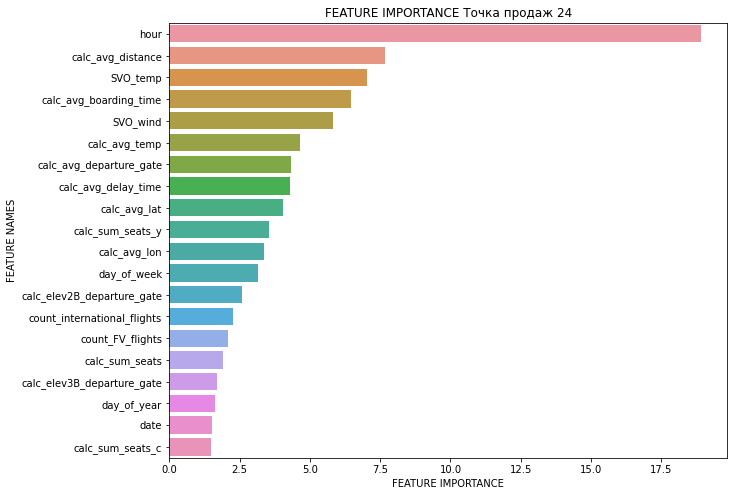 FEATURE IMPORTANCE Точка продаж 24
FEATURE NAMES
hour
calc_avg_distance
SVO_temp
calc_avg_boarding_time
SVO_wind
calc_avg_temp
calc_avg_departure_gate
calc_avg_delay_time
calc_avg_lat
calc_sum_seats_y
calc_avg_lon
day_of_week
calc_elev2B_departure_gate
count_international_flights
count_FV_flights
calc_sum_seats
calc_elev3B_departure_gate
day_of_year
date
calc_sum_seats_c
0.0 2.5 5.0 7.5 10.0 12.5 15.0 17.5
FEATURE IMPORTANCE